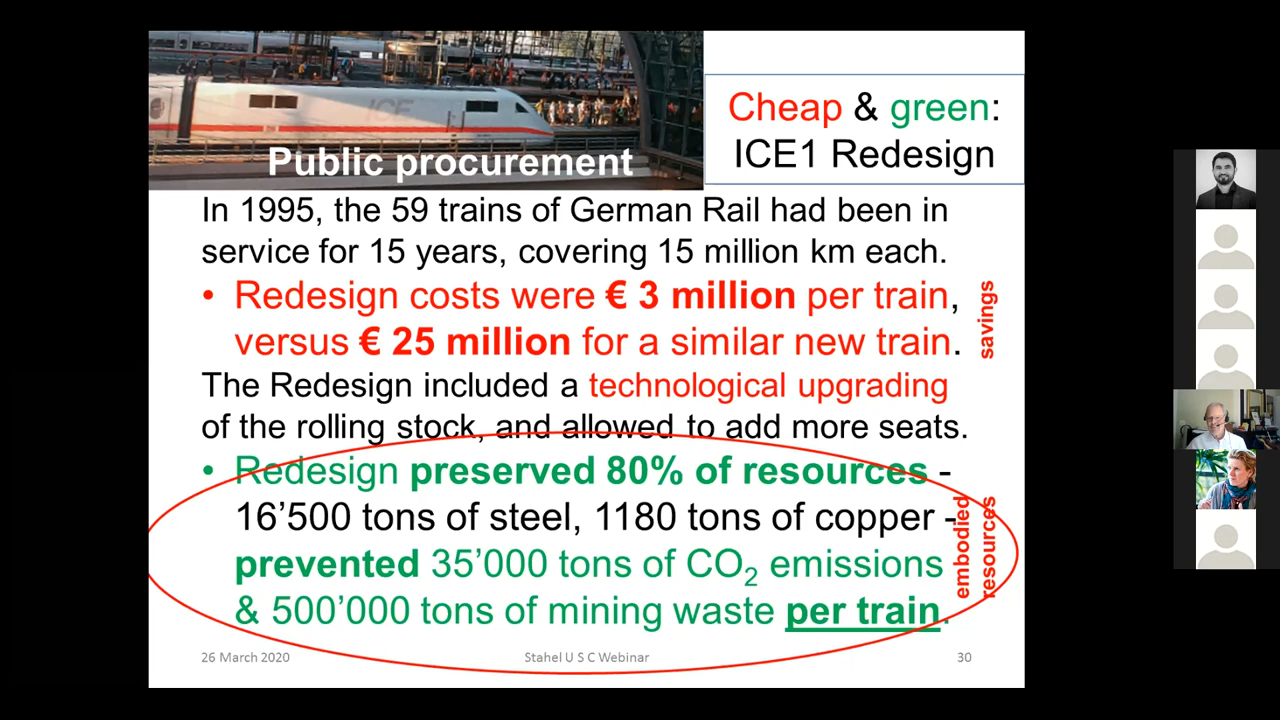 ICE
Public procurement
Cheap & green:
ICE1 Redesign
In 1995, the 59 trains of German Rail had been in
service for 15 years, covering 15 million km each.
• Redesign costs were € 3 million per train,
versus € 25 million for a similar new train.
savings
The Redesign included a technological upgrading
of the rolling stock, and allowed to add more seats.
• Redesign preserved 80% of resources -
16’500 tons of steel, 1180 tons of copper -
prevented 35’000 tons of CO2 emissions
& 500’000 tons of mining waste per train.
embodied
resources
26 March 2020
Stahel U S C Webinar
30